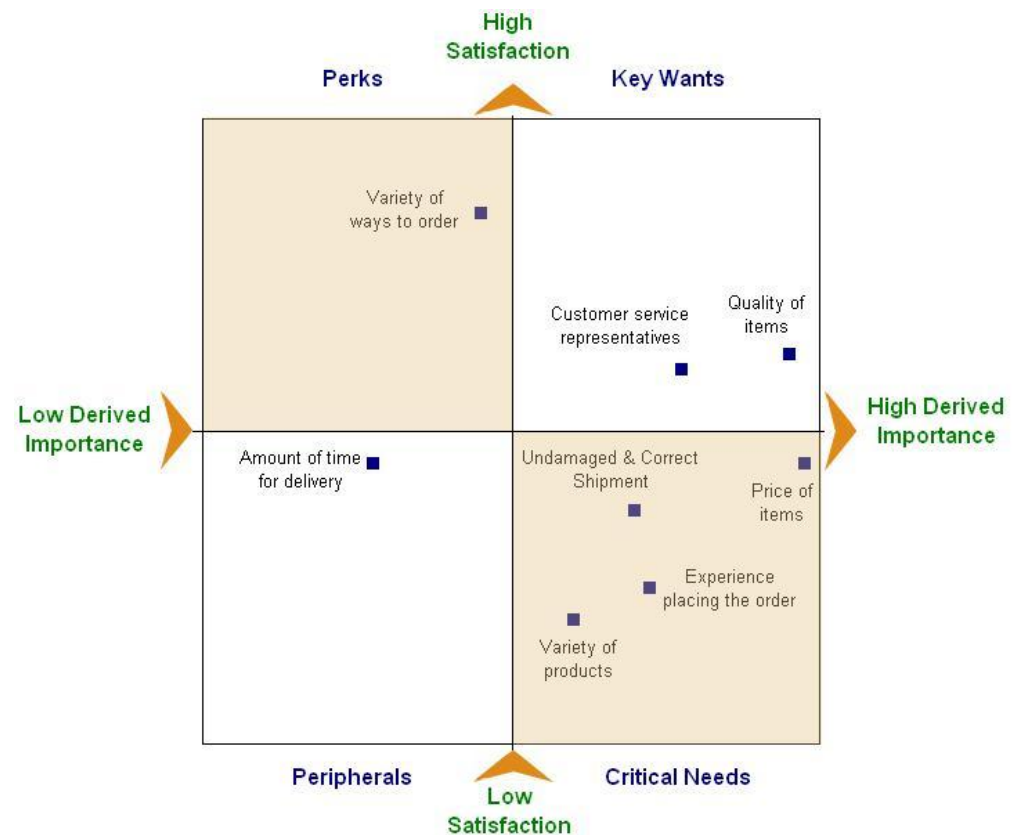 High
Satisfaction
Perks
Key Wants
Variety of
ways to order
Customer service
representatives
Quality of
items
Low Derived
Importance
High Derived
Importance
Amount of time
for delivery
Undamaged & Correct
Shipment
Price of
items
Experience
placing the order
Variety of
products
Peripherals
Critical Needs
Low
Satisfaction